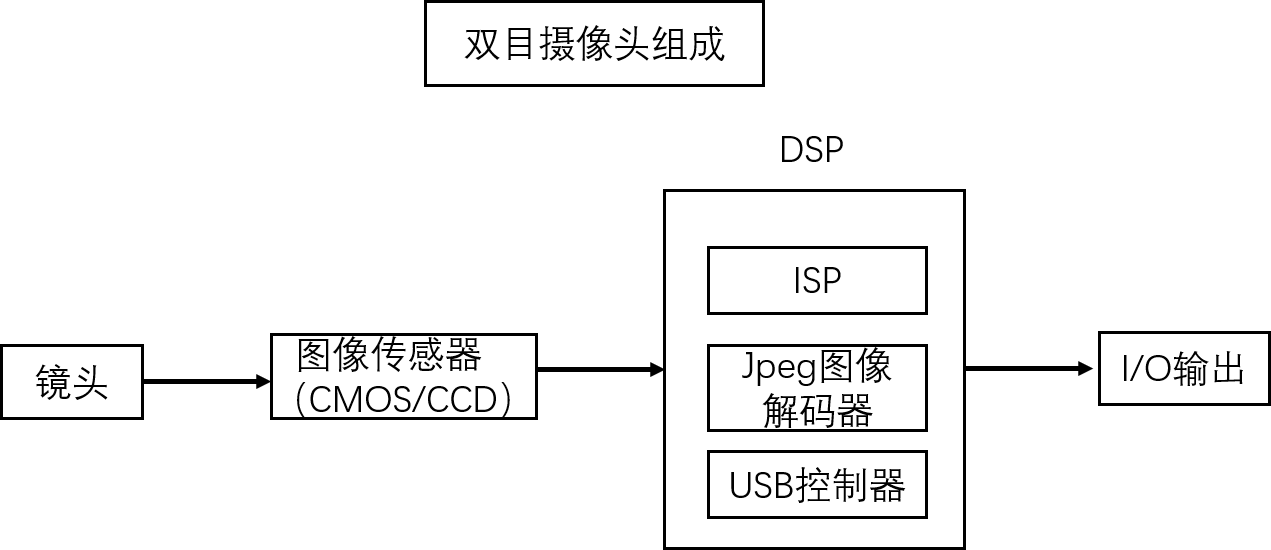 双目摄像头组成
DSP
ISP
镜头
图像传感器
（CMOS/CCD）
Jpeg图像
解码器
USB控制器
I/O输出